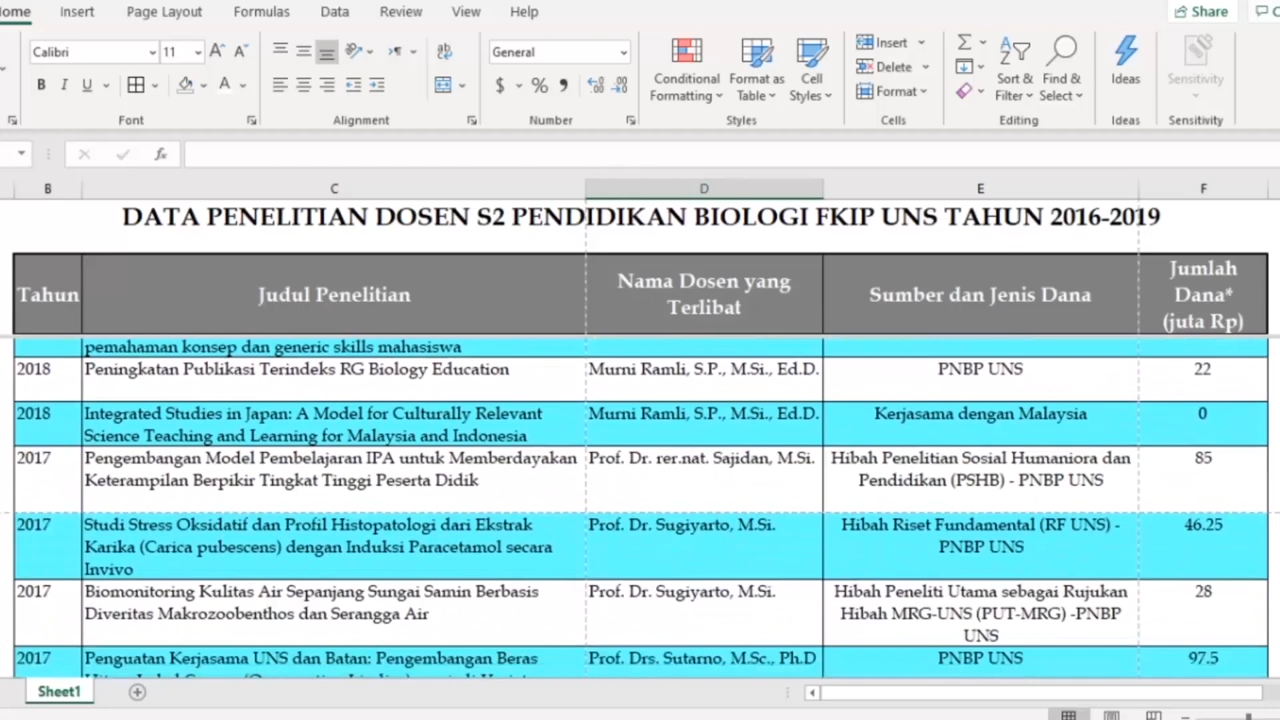 Home Insert Page Layout Formulas Data Review View Help Share
Calibri 11 General Insert
Delete
Conditional Formatting Format as Table Cell Styles Format Sort & Filter Find & Select Ideas Sensitivity
Font Alignment Number Styles Cells Editing Ideas Sensitivity
fx
B C D E F
DATA PENELITIAN DOSEN S2 PENDIDIKAN BIOLOGI FKIP UNS TAHUN 2016-2019
Tahun Judul Penelitian Nama Dosen yang Terlibat Sumber dan Jenis Dana Jumlah Dana* (juta Rp)
pemahaman konsep dan generic skills mahasiswa
2018 Peningkatan Publikasi Terindeks RG Biology Education Murni Ramli, S.P., M.Si., Ed.D. PNBP UNS 22
2018 Integrated Studies in Japan: A Model for Culturally Relevant Murni Ramli, S.P., M.Si., Ed.D. Kerjasama dengan Malaysia 0
Science Teaching and Learning for Malaysia and Indonesia
2017 Pengembangan Model Pembelajaran IPA untuk Memberdayakan Prof. Dr. rer.nat. Sajidan, M.Si. Hibah Penelitian Sosial Humaniora dan 85
Keterampilan Berpikir Tingkat Tinggi Peserta Didik Pendidikan (PSHB) - PNBP UNS
2017 Studi Stress Oksidatif dan Profil Histopatologi dari Ekstrak Prof. Dr. Sugiyarto, M.Si. Hibah Riset Fundamental (RF UNS) - 46.25
Karika (Carica pubescens) dengan Induksi Paracetamol secara PNBP UNS
Invivo
2017 Biomonitoring Kulitas Air Sepanjang Sungai Samin Berbasis Prof. Dr. Sugiyarto, M.Si. Hibah Peneliti Utama sebagai Rujukan 28
Diveritas Makrozoobenthos dan Serangga Air Hibah MRG-UNS (PUT-MRG) -PNBP
UNS
2017 Penguatan Kerjasama UNS dan Batan: Pengembangan Beras Prof. Drs. Sutarno, M.Sc., Ph.D PNBP UNS 97.5
Sheet1